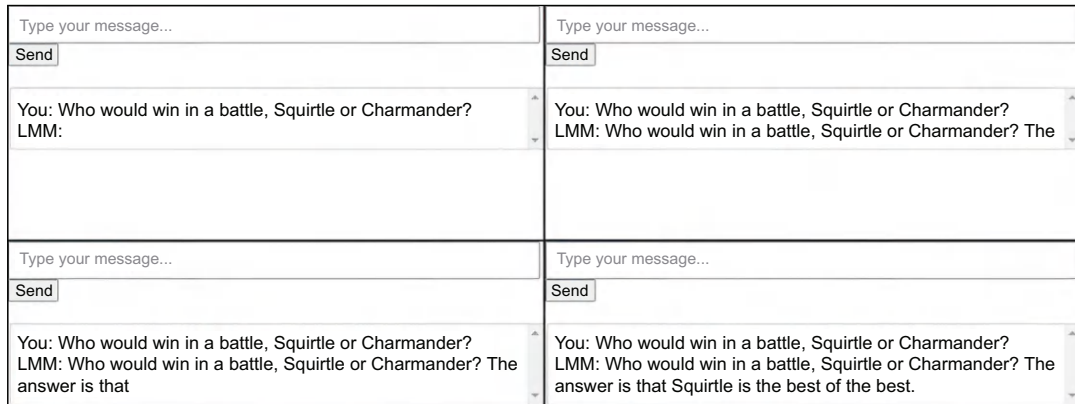 Type your message...
Send
You: Who would win in a battle, Squirtle or Charmander?
LMM:
Type your message...
Send
You: Who would win in a battle, Squirtle or Charmander?
LMM: Who would win in a battle, Squirtle or Charmander? The
Type your message...
Send
You: Who would win in a battle, Squirtle or Charmander?
LMM: Who would win in a battle, Squirtle or Charmander? The
answer is that
Type your message...
Send
You: Who would win in a battle, Squirtle or Charmander?
LMM: Who would win in a battle, Squirtle or Charmander? The
answer is that Squirtle is the best of the best.